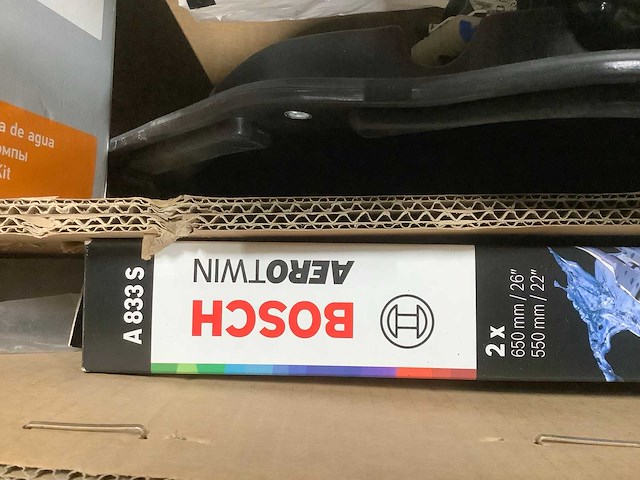 a de agua
омпы
Kit
A 833 S
BOSCH
AEROTWIN
2 x
650 mm / 26"
550 mm / 22"